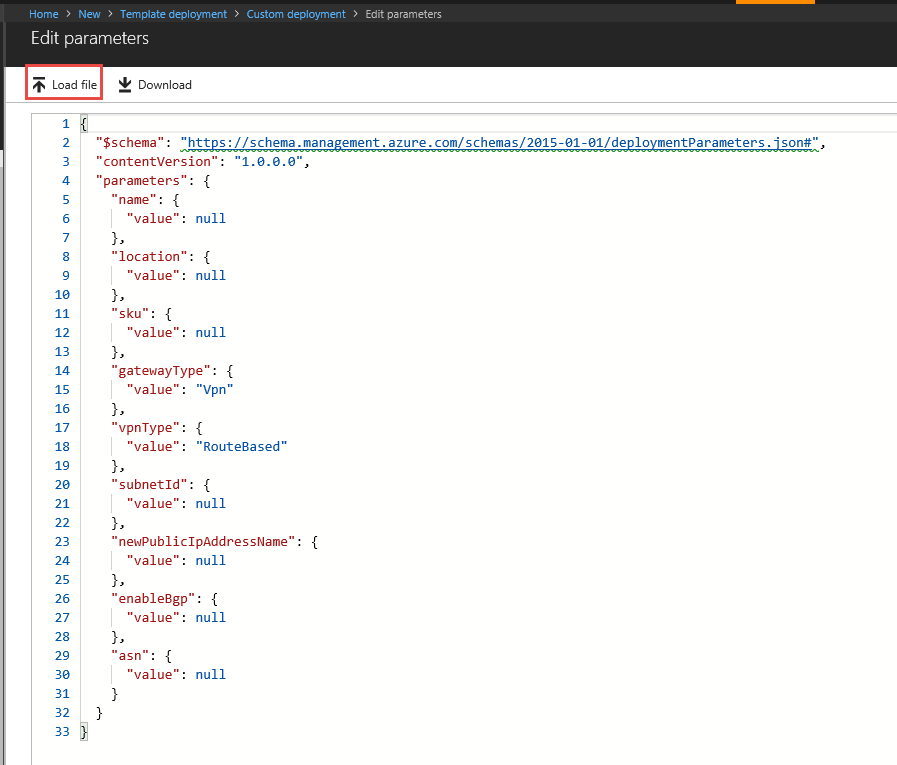 Home > New > Template deployment > Custom deployment > Edit parameters
Edit parameters
Load file Download
1 {
2 "$schema": "https://schema.management.azure.com/schemas/2015-01-01/deploymentParameters.json#",
3 "contentVersion": "1.0.0.0",
4 "parameters": {
5 "name": {
6 "value": null
7 },
8 "location": {
9 "value": null
10 },
11 "sku": {
12 "value": null
13 },
14 "gatewayType": {
15 "value": "Vpn"
16 },
17 "vpnType": {
18 "value": "RouteBased"
19 },
20 "subnetId": {
21 "value": null
22 },
23 "newPublicIpAddressName": {
24 "value": null
25 },
26 "enableBgp": {
27 "value": null
28 },
29 "asn": {
30 "value": null
31 }
32 }
33 }